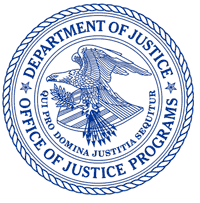 DEPARTMENT OF JUSTICE
QUI PRO DOMINA JUSTITIA SEQUITUR
OFFICE OF JUSTICE PROGRAMS